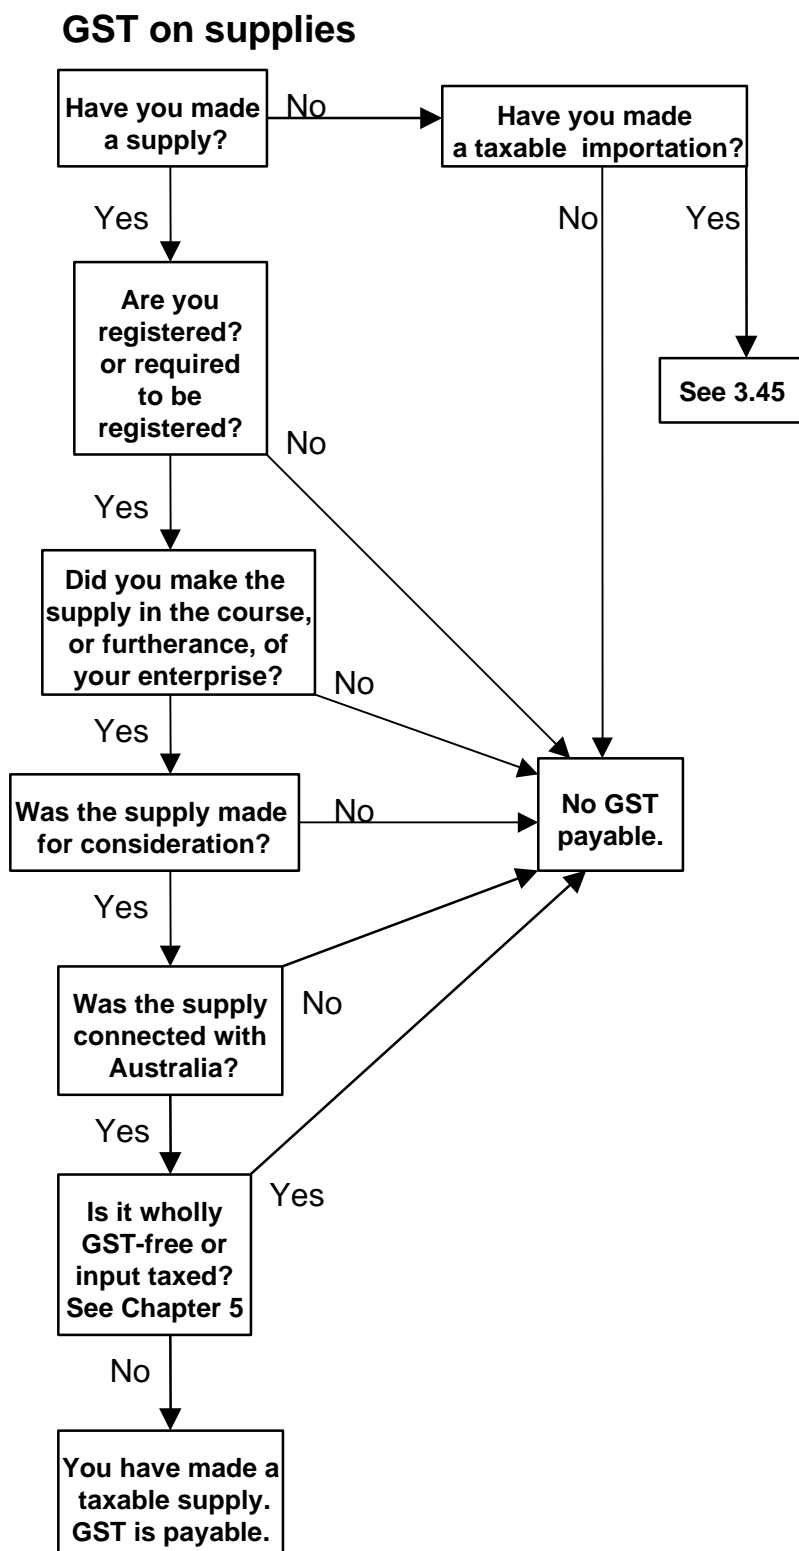 GST on supplies
Have you made
a supply?
No
Have you made
a taxable importation?
Yes
No
Yes
Are you
registered?
or required
to be
registered?
See 3.45
No
Yes
Did you make the
supply in the course,
or furtherance, of
your enterprise?
No
Yes
Was the supply made
for consideration?
No
No GST
payable.
Yes
Was the supply
connected with
Australia?
No
Yes
Is it wholly
GST-free or
input taxed?
See Chapter 5
Yes
No
You have made a
taxable supply.
GST is payable.